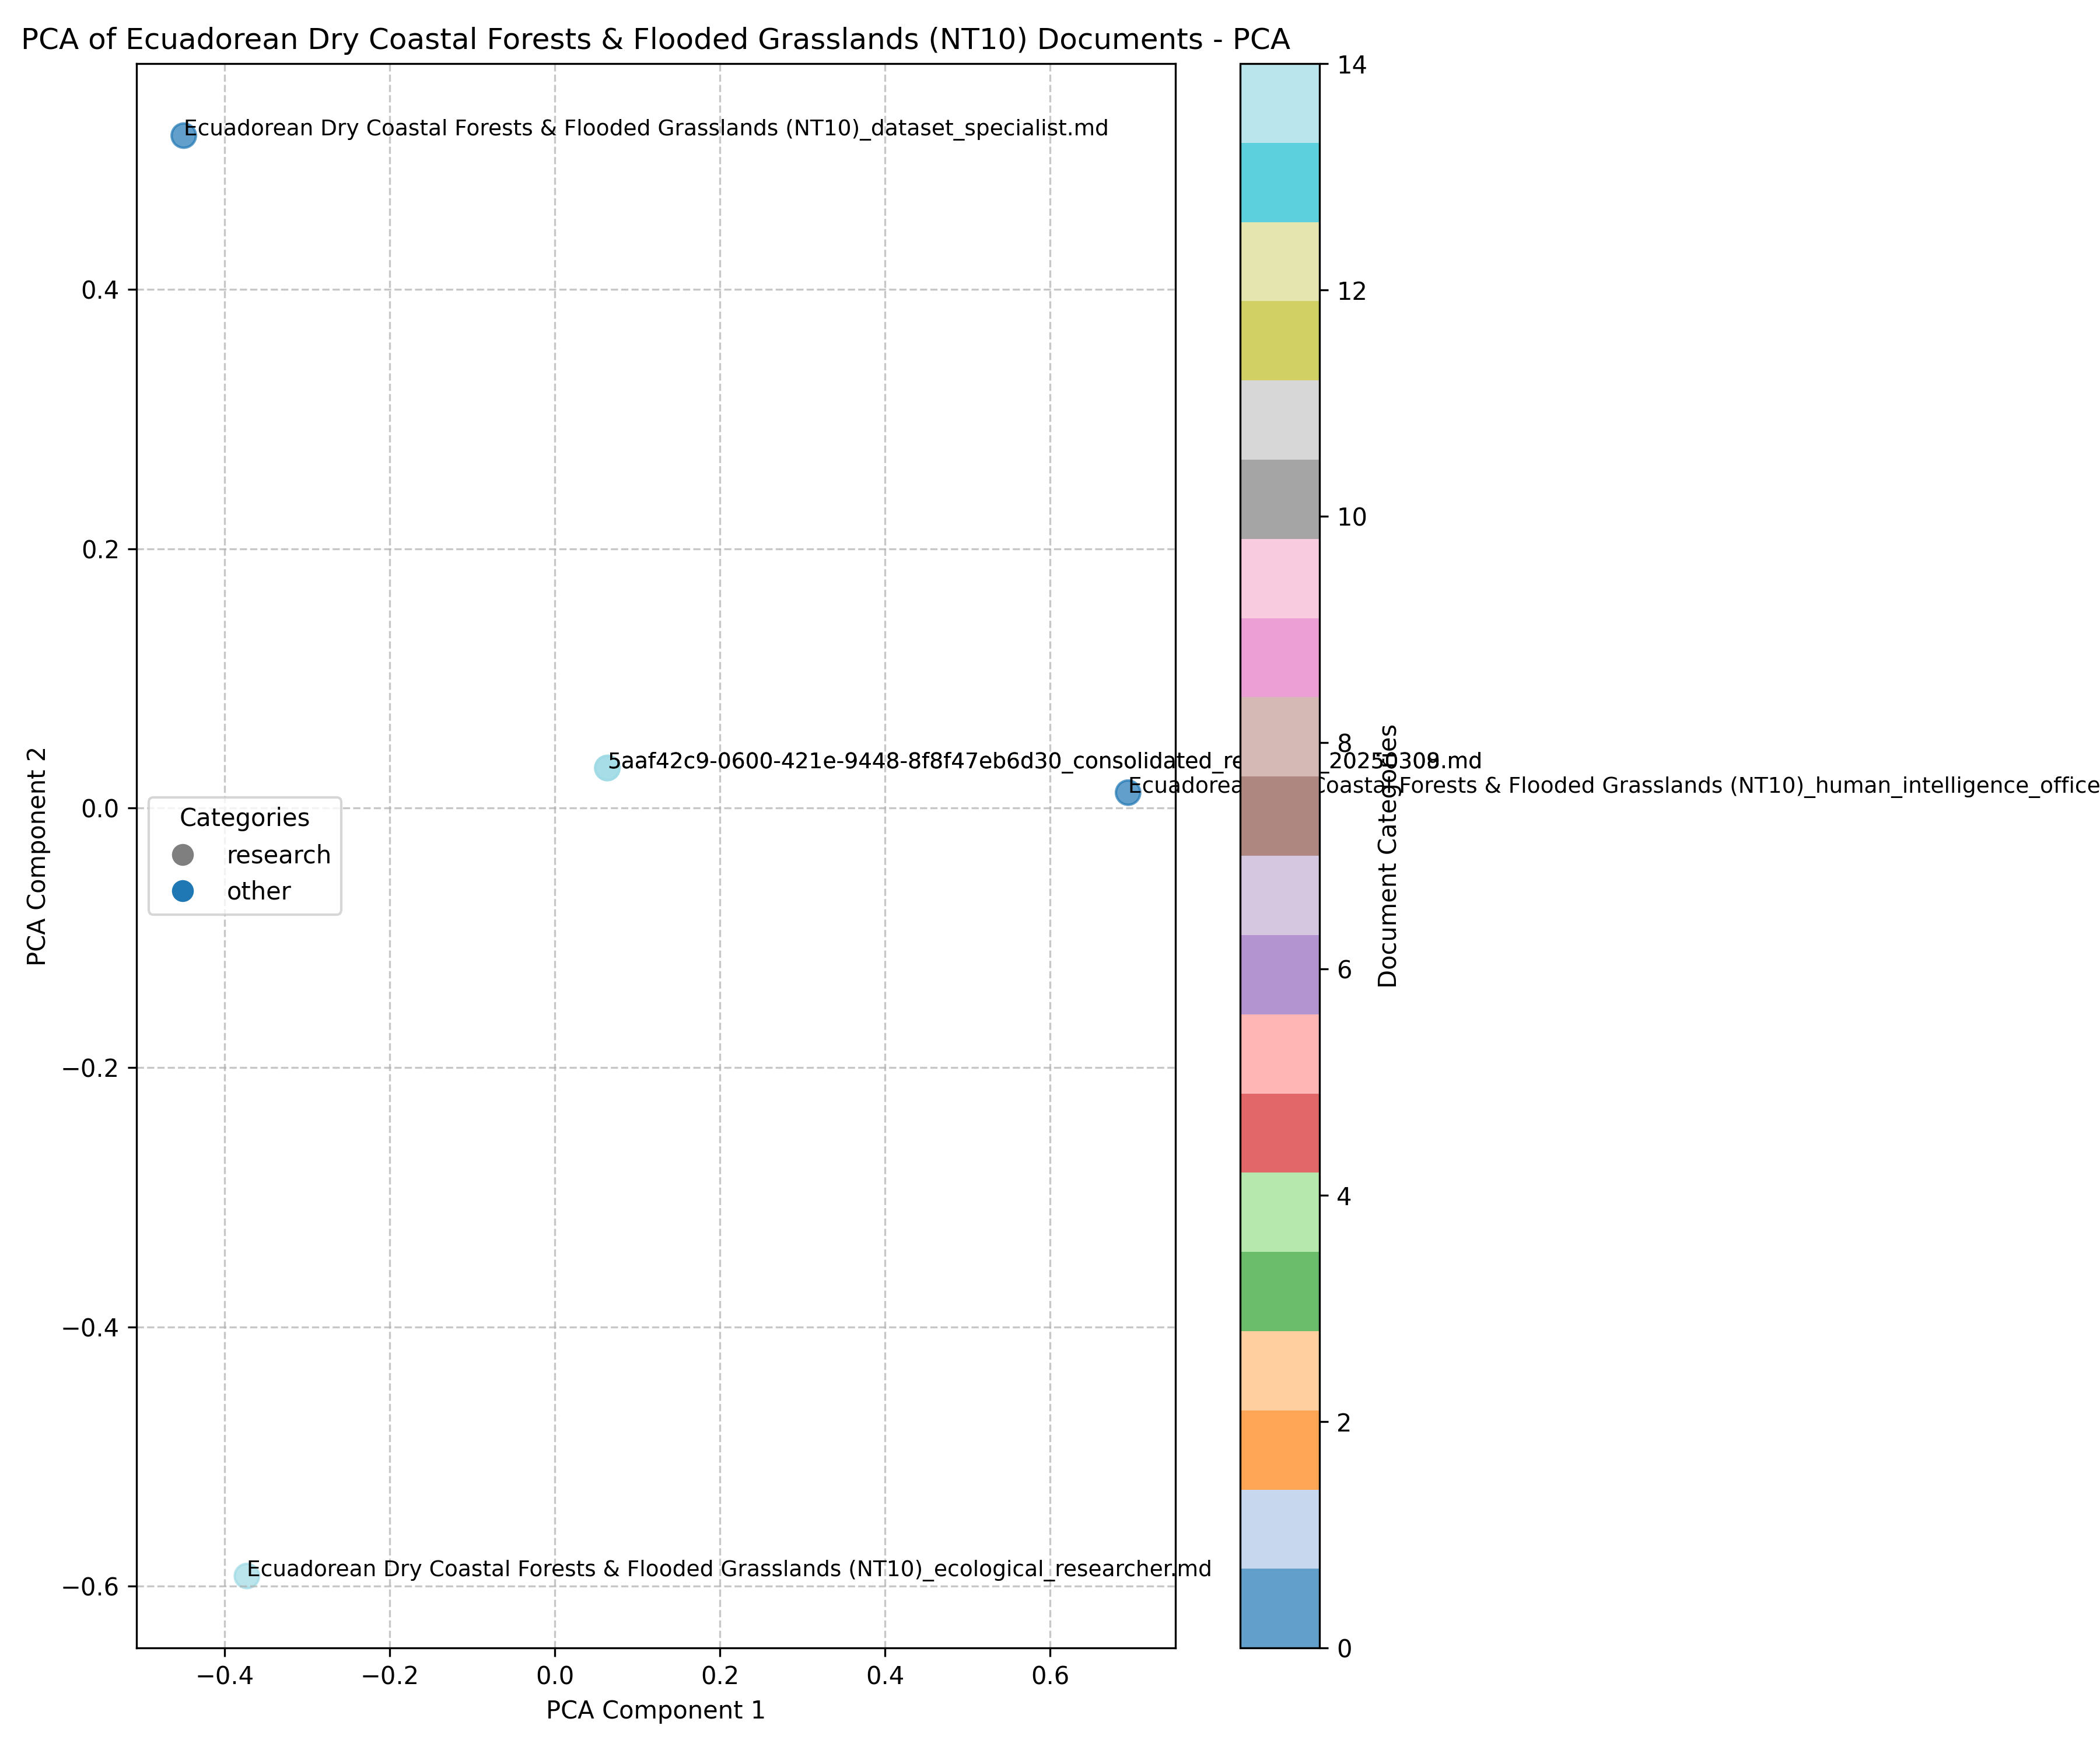 PCA of Ecuadorean Dry Coastal Forests & Flooded Grasslands (NT10) Documents - PCA
Ecuadorean Dry Coastal Forests & Flooded Grasslands (NT10)_dataset_specialist.md
5aaf42c9-0600-421e-9448-8f8f47eb6d30_consolidated_re _20250309.md
Ecuadorea Coastal Forests & Flooded Grasslands (NT10)_human_intelligence_office
Ecuadorean Dry Coastal Forests & Flooded Grasslands (NT10)_ecological_researcher.md
PCA Component 2
0.4
0.2
0.0
−0.2
−0.4
−0.6
Categories
research
other
−0.4 −0.2 0.0 0.2 0.4 0.6
PCA Component 1
14
12
10
8
6
4
2
0
Document Categories